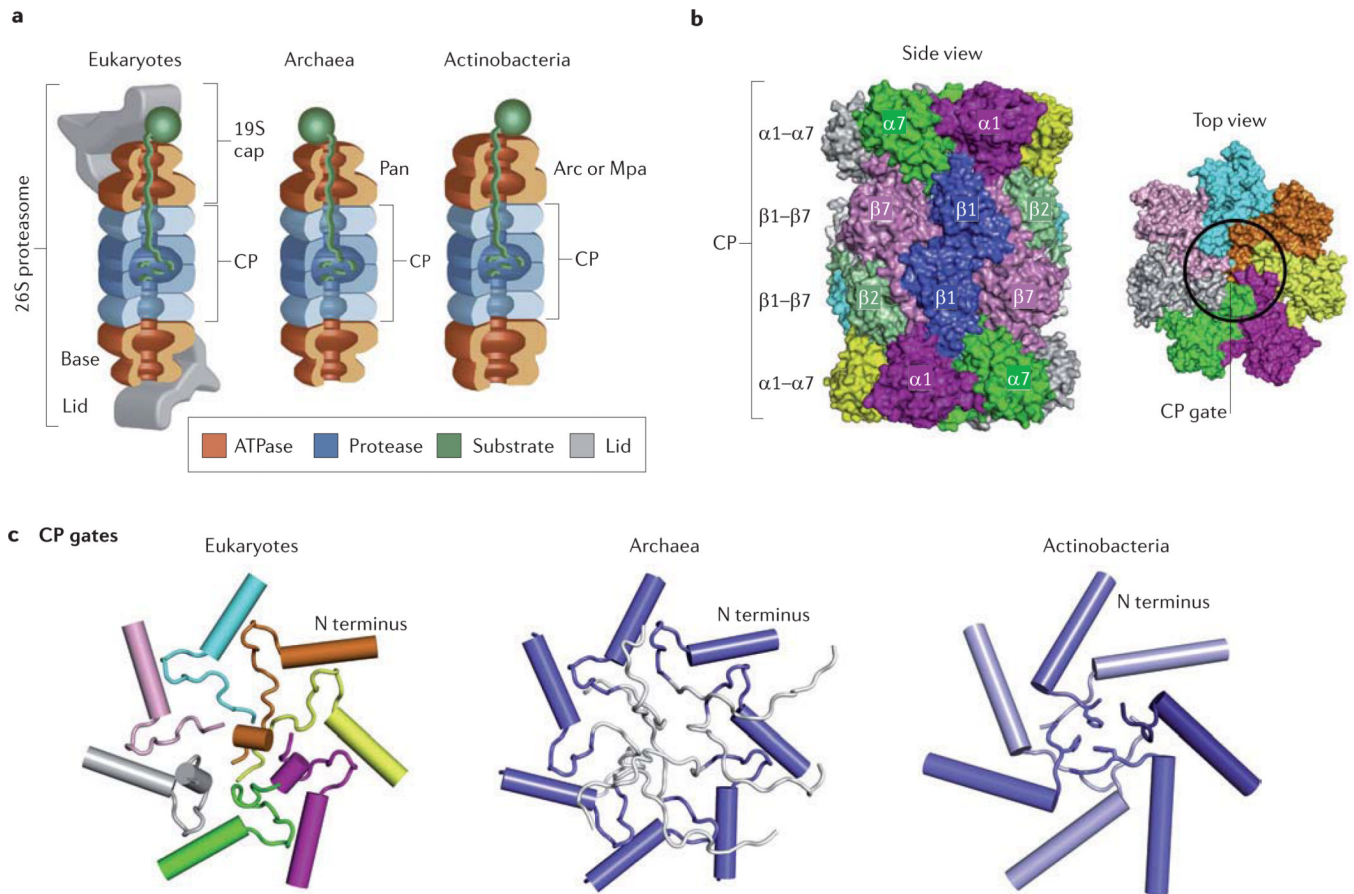 a
Eukaryotes
Archaea
Actinobacteria
26S proteasome
19S
cap
CP
Base
Lid
Pan
CP
Arc or Mpa
CP
ATPase
Protease
Substrate
Lid
b
Side view
Top view
CP
α1–α7
β1–β7
β1–β7
α1–α7
α7
α1
β7
β1
β2
β2
β1
β7
α1
α7
CP gate
c CP gates
Eukaryotes
Archaea
Actinobacteria
N terminus
N terminus
N terminus